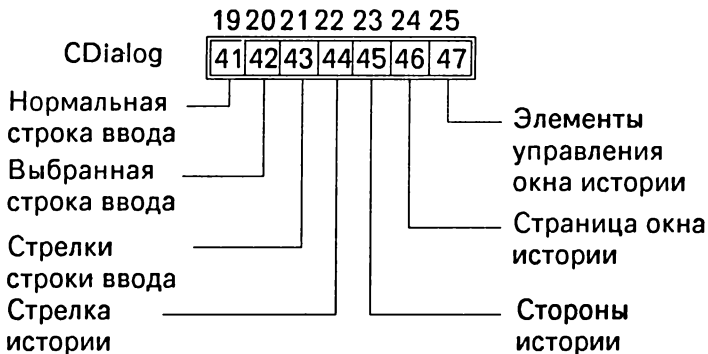 19 20 21 22 23 24 25
CDialog 41 42 43 44 45 46 47
Нормальная
строка ввода
Выбранная
строка ввода
Стрелки
строки ввода
Стрелка
истории
Элементы
управления
окна истории
Страница окна
истории
Стороны
истории